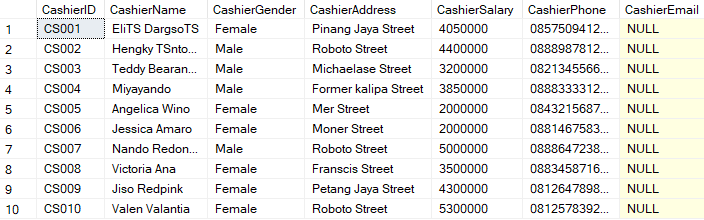 CashierID CashierName CashierGender CashierAddress CashierSalary CashierPhone CashierEmail
1 CS001 EliTS DargsoTS Female Pinang Jaya Street 4050000 0857509412... NULL
2 CS002 Hengky TSnto... Male Roboto Street 4400000 0888987812... NULL
3 CS003 Teddy Bearan... Male Michaelase Street 3200000 0821345566... NULL
4 CS004 Miyayando Male Former kalipa Street 3850000 0888333312... NULL
5 CS005 Angelica Wino Female Mer Street 2000000 0843215687... NULL
6 CS006 Jessica Amaro Female Moner Street 2000000 0881467583... NULL
7 CS007 Nando Redon... Male Roboto Street 5000000 0888647238... NULL
8 CS008 Victoria Ana Female Franscis Street 3500000 0883458716... NULL
9 CS009 Jiso Redpink Female Petang Jaya Street 4300000 0812647898... NULL
10 CS010 Valen Valantia Female Roboto Street 5300000 0812578392... NULL